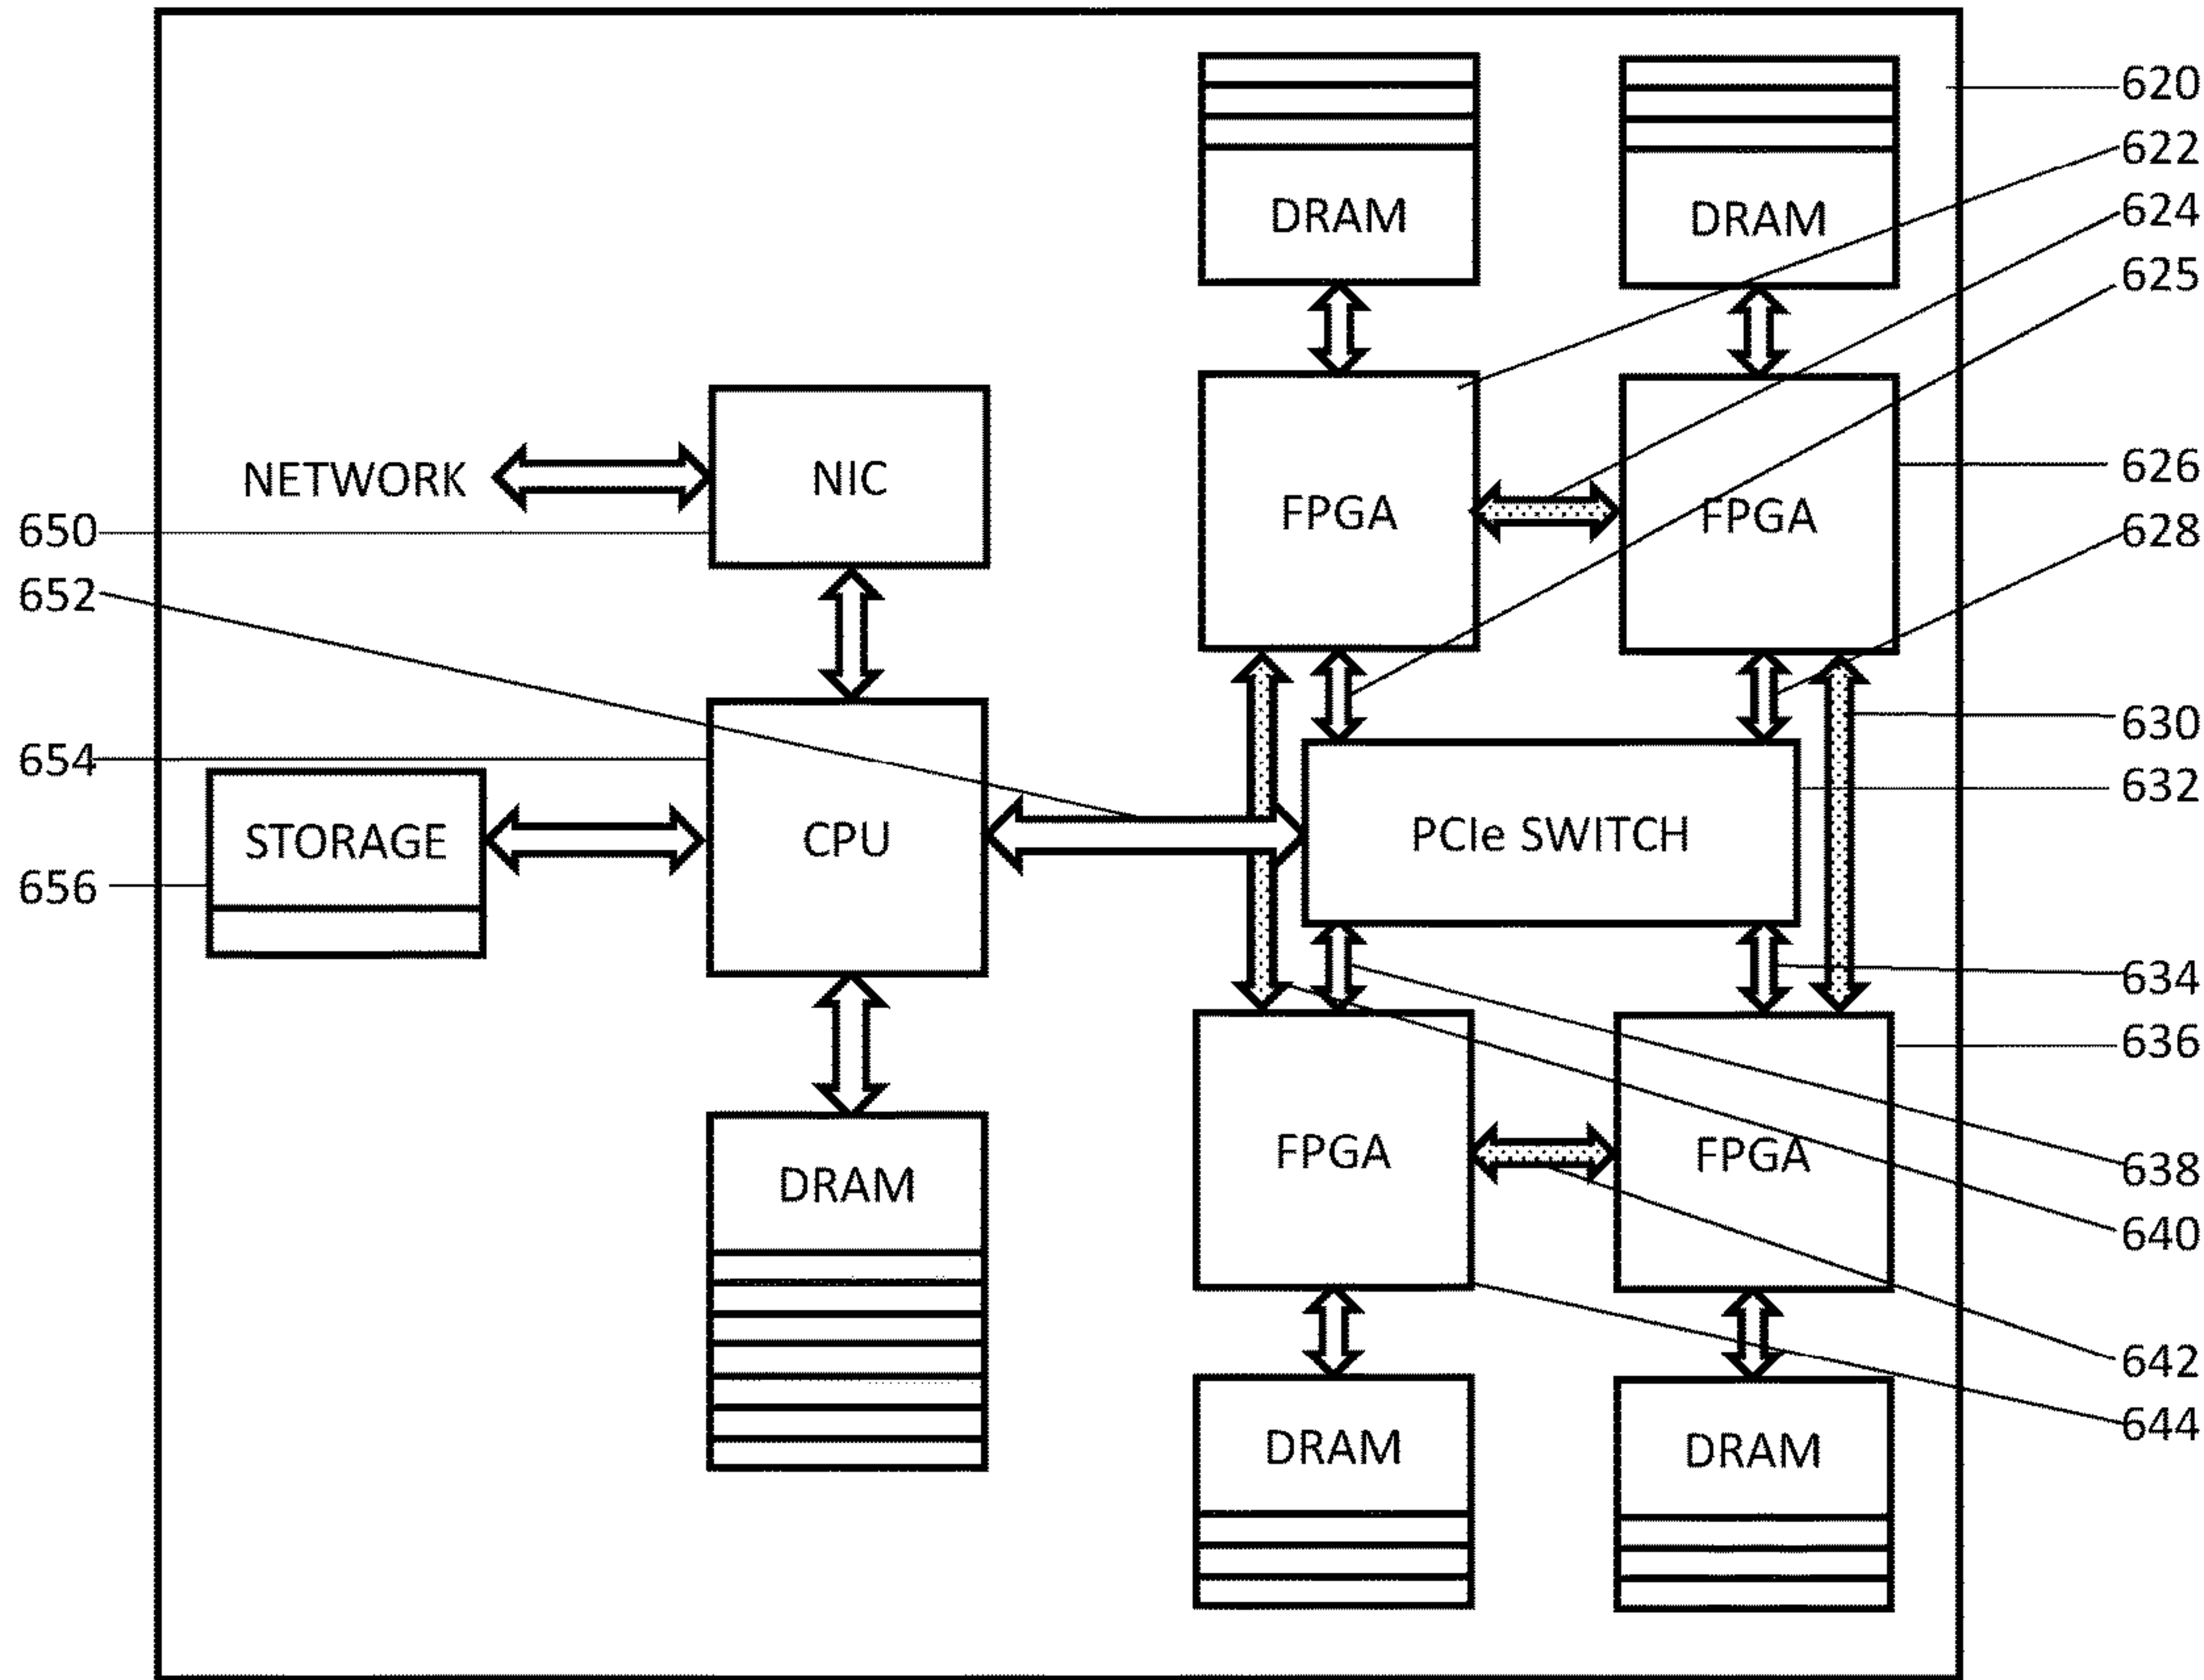 620
622
624
625
DRAM
DRAM
NETWORK
NIC
FPGA
FPGA
626
628
650
652
630
632
654
656
STORAGE
CPU
PCIe SWITCH
634
636
DRAM
FPGA
FPGA
638
640
642
644
DRAM
DRAM